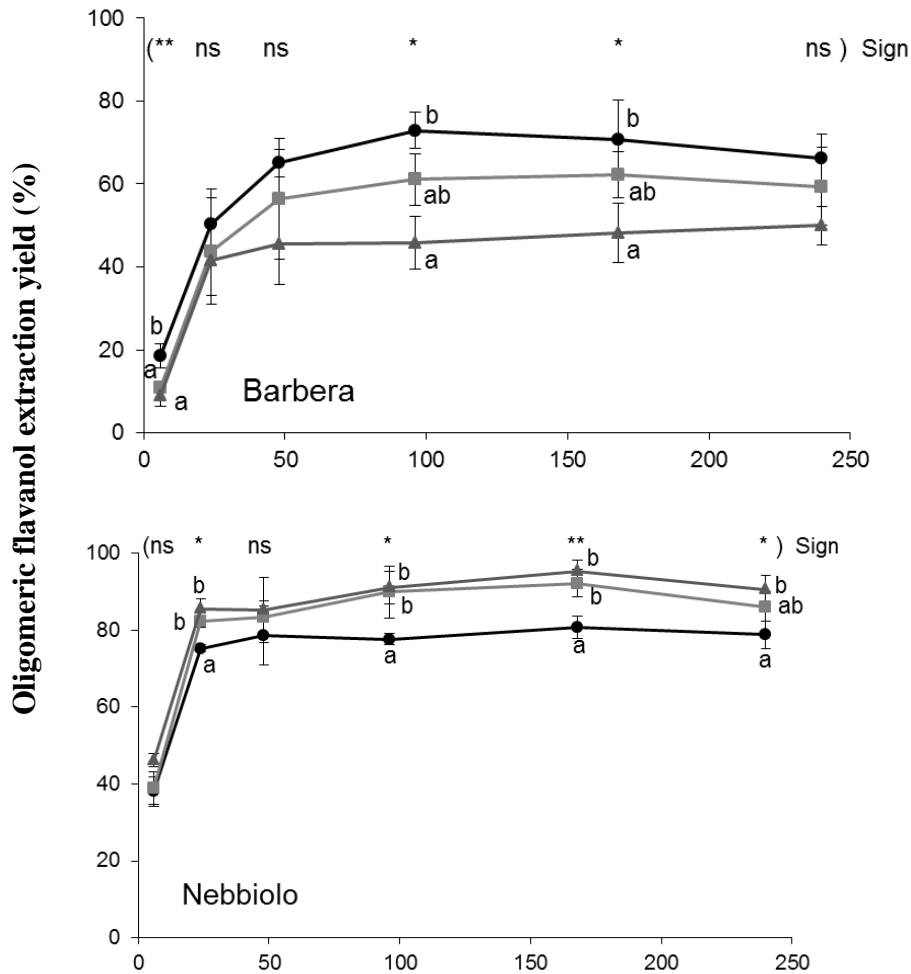 Oligomeric flavanol extraction yield (%)
100
(** ns ns * * ns ) Sign
80
b b
60
ab ab
40
a a
20
b
a
a
Barbera
0
0 50 100 150 200 250
(ns * ns * ** * ) Sign
100
b b b b
b b b ab
80
a a a a
60
40
20
Nebbiolo
0
0 50 100 150 200 250